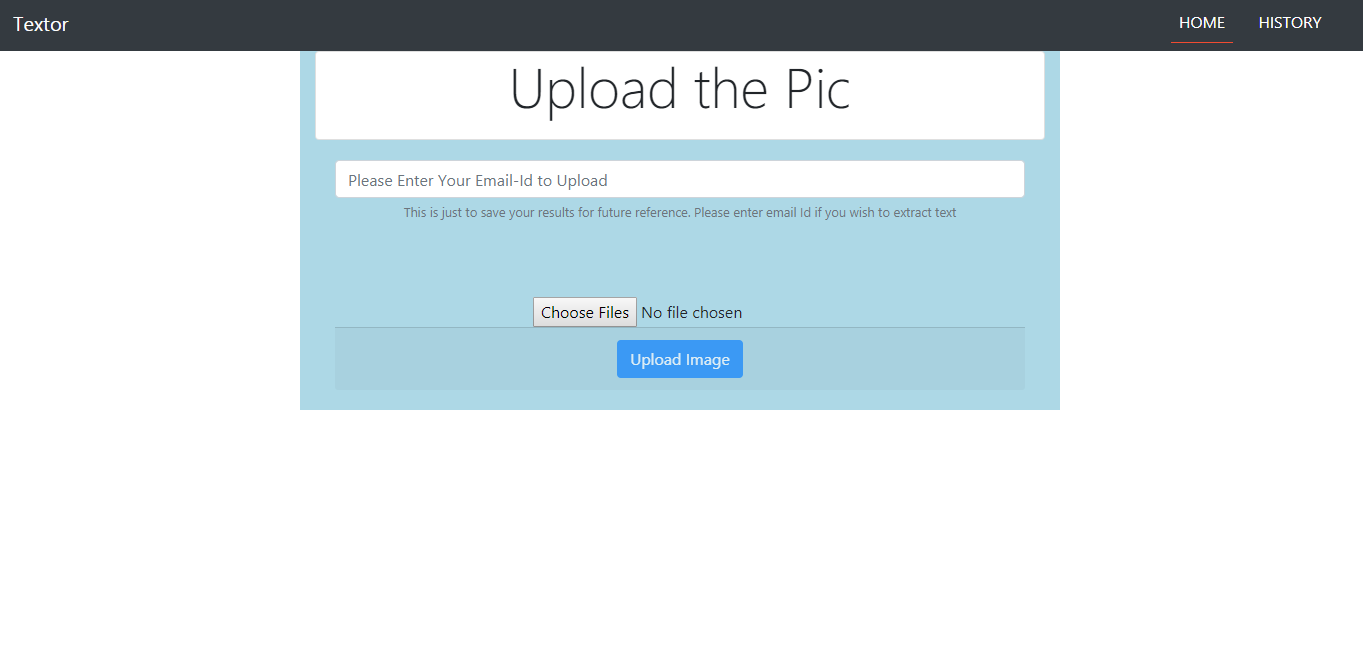 Textor HOME HISTORY
Upload the Pic
Please Enter Your Email-Id to Upload
This is just to save your results for future reference. Please enter email Id if you wish to extract text
Choose Files No file chosen
Upload Image